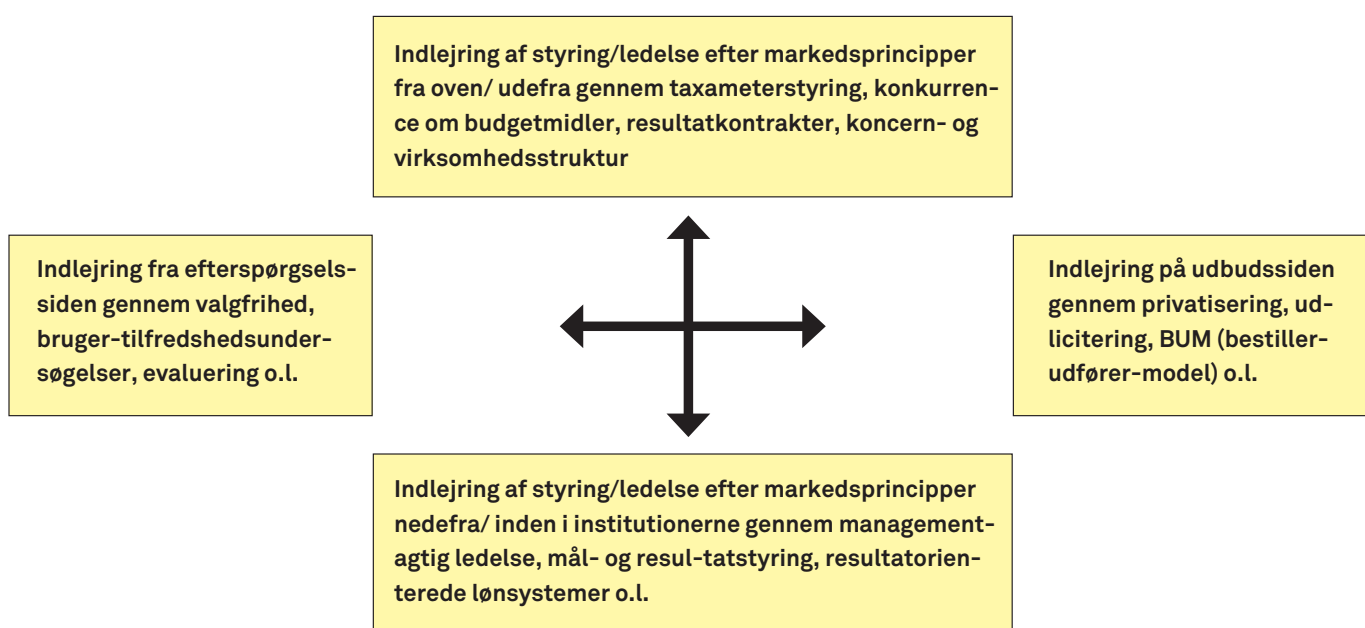 Indlejring af styring/ledelse efter markedsprincipper
fra oven/ udefra gennem taxameterstyring, konkurren-
ce om budgetmidler, resultatkontrakter, koncern- og
virksomhedsstruktur
Indlejring fra efterspørgsels-
siden gennem valgfrihed,
bruger-tilfredshedsunder-
søgelser, evaluering o.l.
Indlejring på udbudssiden
gennem privatisering, ud-
licitering, BUM (bestiller-
udfører-model) o.l.
Indlejring af styring/ledelse efter markedsprincipper
nedefra/ inden i institutionerne gennem management-
agtig ledelse, mål- og resul-tatstyring, resultatorien-
terede lønsystemer o.l.